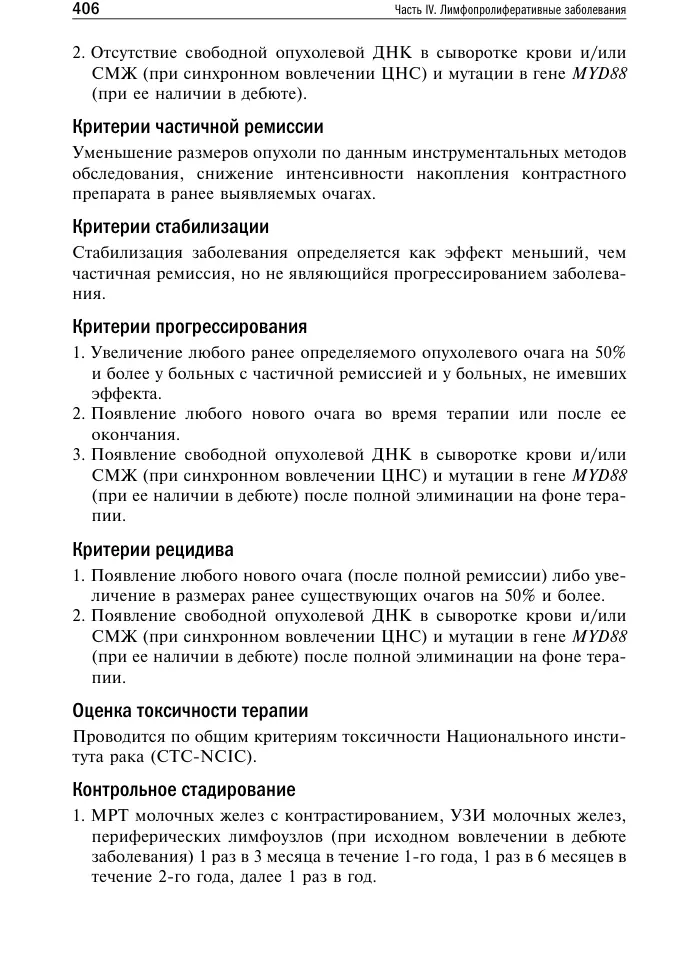 406
Часть IV. Лимфопролиферативные заболевания
2. Отсутствие свободной опухолевой ДНК в сыворотке крови и/или
СМЖ (при синхронном вовлечении ЦНС) и мутации в гене MYD88
(при ее наличии в дебюте).
Критерии частичной ремиссии
Уменьшение размеров опухоли по данным инструментальных методов
обследования, снижение интенсивности накопления контрастного
препарата в ранее выявляемых очагах.
Критерии стабилизации
Стабилизация заболевания определяется как эффект меньший, чем
частичная ремиссия, но не являющийся прогрессированием заболева-
ния.
Критерии прогрессирования
1. Увеличение любого ранее определяемого опухолевого очага на 50%
и более у больных с частичной ремиссией и у больных, не имевших
эффекта.
2. Появление любого нового очага во время терапии или после ее
окончания.
3. Появление свободной опухолевой ДНК в сыворотке крови и/или
СМЖ (при синхронном вовлечении ЦНС) и мутации в гене MYD88
(при ее наличии в дебюте) после полной элиминации на фоне тера-
пии.
Критерии рецидива
1. Появление любого нового очага (после полной ремиссии) либо уве-
личение в размерах ранее существующих очагов на 50% и более.
2. Появление свободной опухолевой ДНК в сыворотке крови и/или
СМЖ (при синхронном вовлечении ЦНС) и мутации в гене MYD88
(при ее наличии в дебюте) после полной элиминации на фоне тера-
пии.
Оценка токсичности терапии
Проводится по общим критериям токсичности Национального инсти-
тута рака (CTC-NCIC).
Контрольное стадирование
1. МРТ молочных желез с контрастированием, УЗИ молочных желез,
периферических лимфоузлов (при исходном вовлечении в дебюте
заболевания) 1 раз в 3 месяца в течение 1-го года, 1 раз в 6 месяцев в
течение 2-го года, далее 1 раз в год.